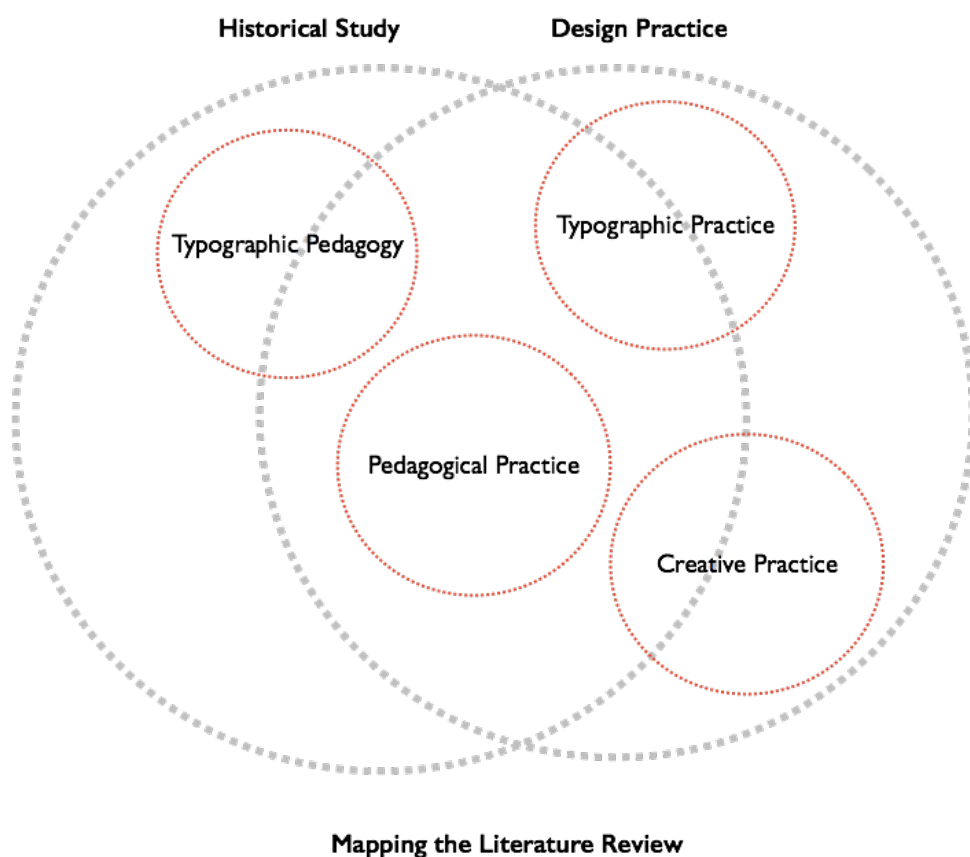 Historical Study
Design Practice
Typographic Practice
Typographic Pedagogy
Pedagogical Practice
Creative Practice
Mapping the Literature Review